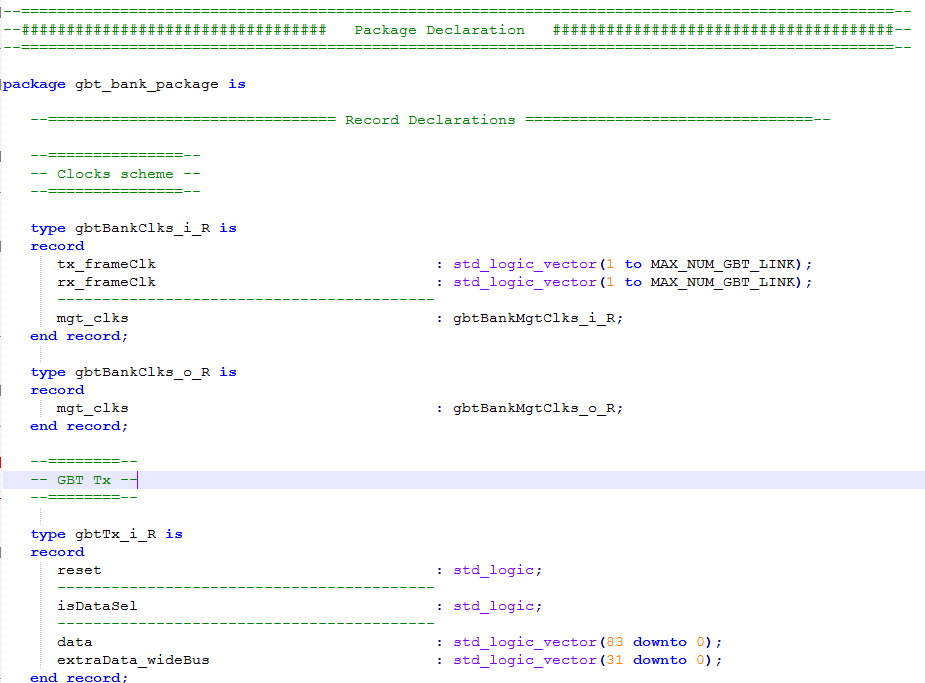 --=================================================================================================--
--##################################   Package Declaration   ######################################--
--=================================================================================================--
package gbt_bank_package is
--================================ Record Declarations ================================--
--===============--
-- Clocks scheme --
--===============--
type gbtBankClks_i_R is
record
tx_frameClk : std_logic_vector(1 to MAX_NUM_GBT_LINK);
rx_frameClk : std_logic_vector(1 to MAX_NUM_GBT_LINK);
------------------------------------------
mgt_clks : gbtBankMgtClks_i_R;
end record;
type gbtBankClks_o_R is
record
mgt_clks : gbtBankMgtClks_o_R;
end record;
--========--
-- GBT Tx --
--========--
type gbtTx_i_R is
record
reset : std_logic;
------------------------------------------
isDataSel : std_logic;
------------------------------------------
data : std_logic_vector(83 downto 0);
extraData_wideBus : std_logic_vector(31 downto 0);
end record;